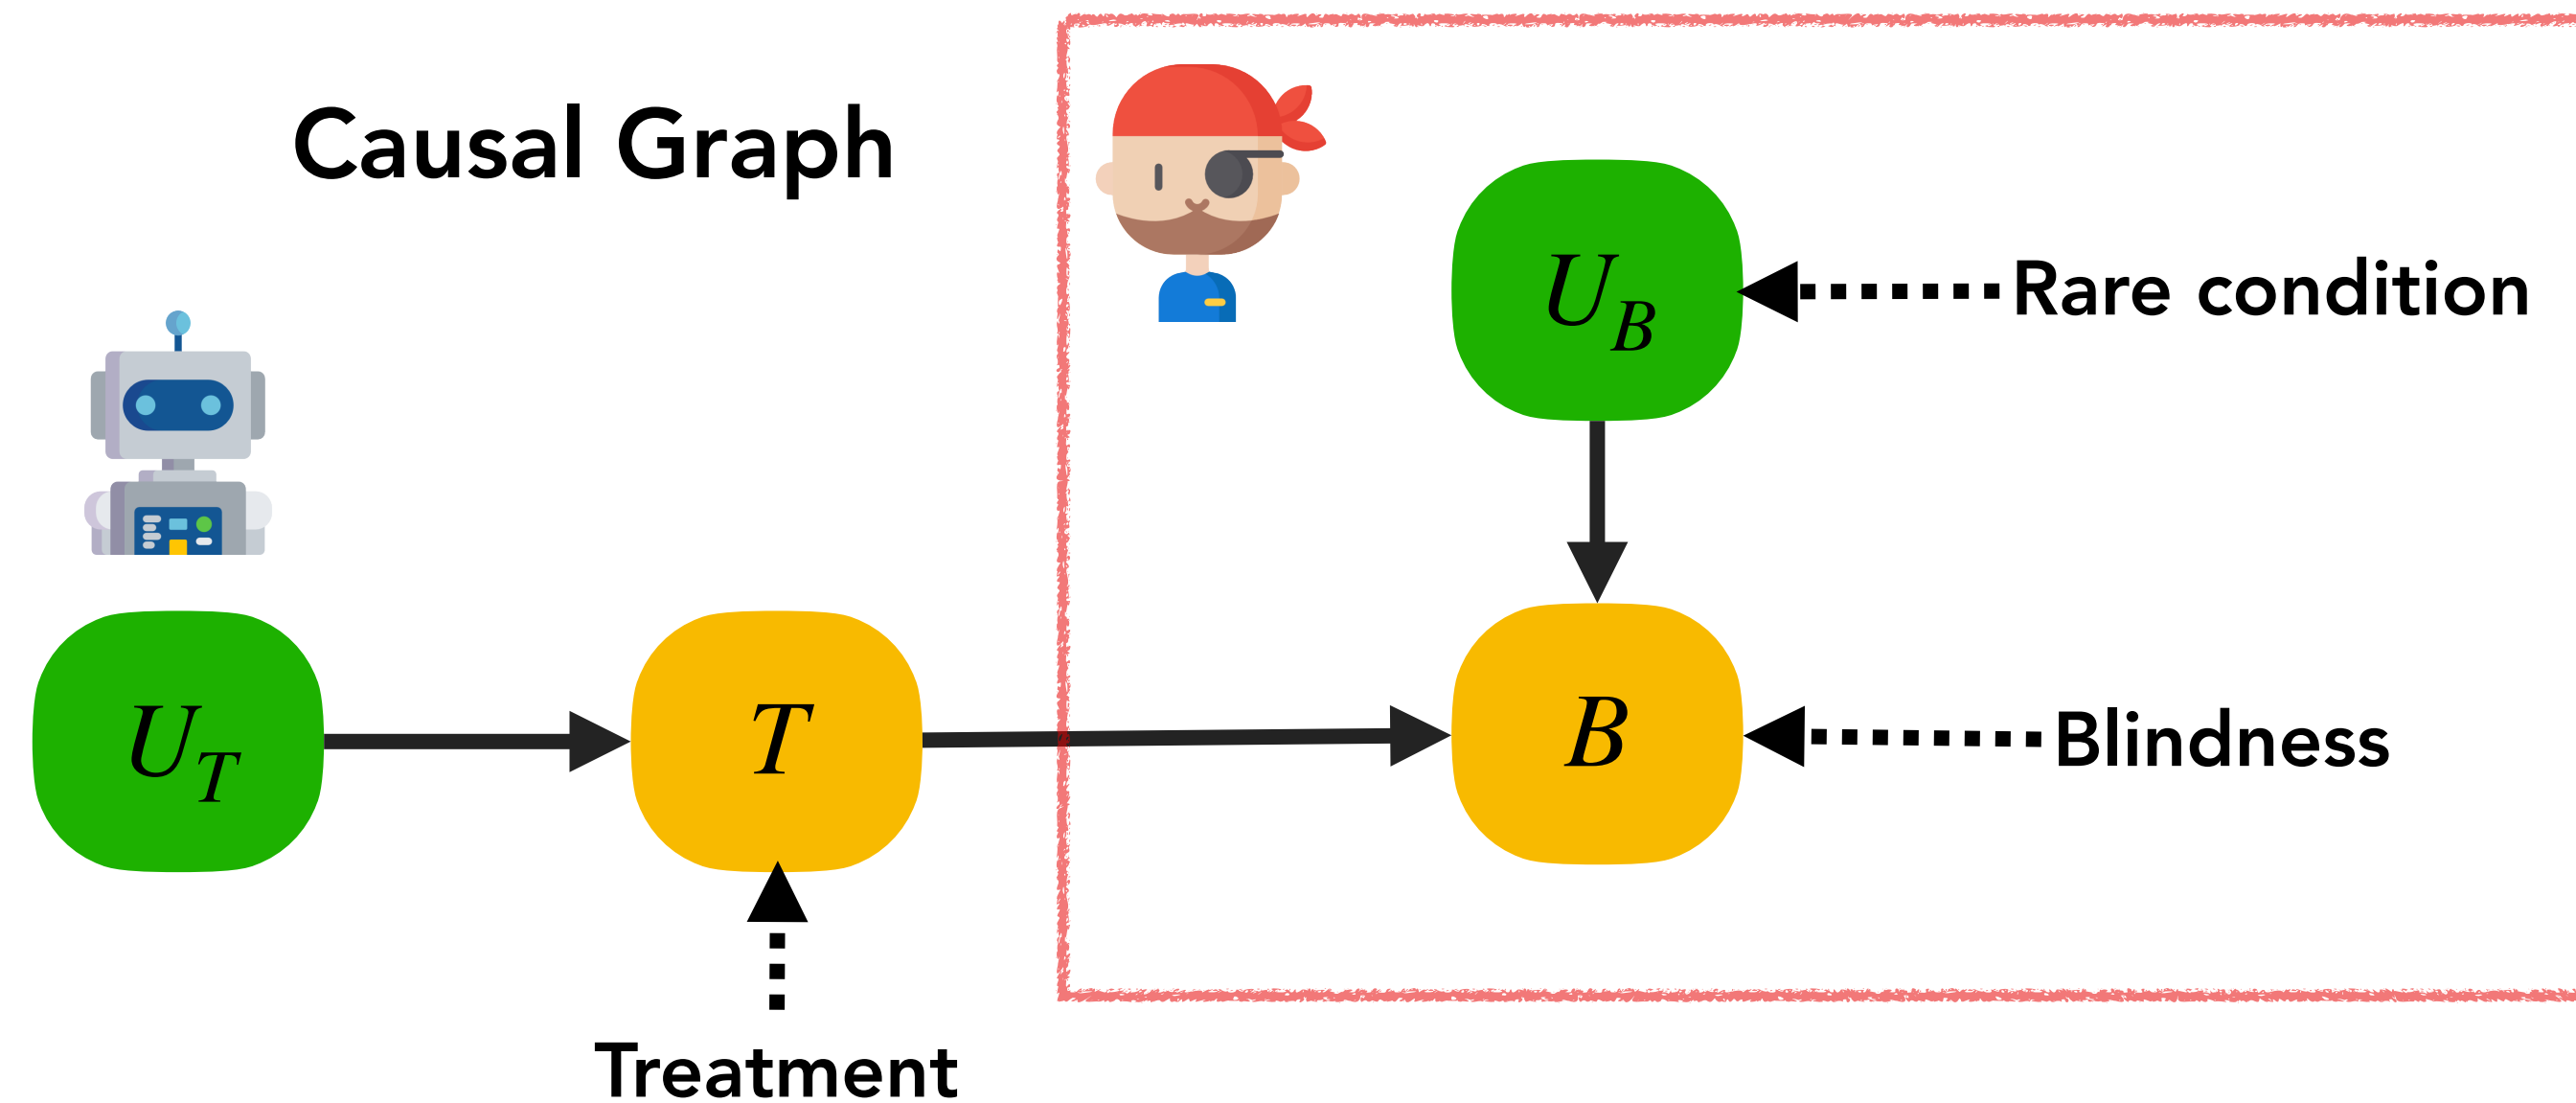 Causal Graph
U_B
Rare condition
U_T
T
B
Blindness
Treatment